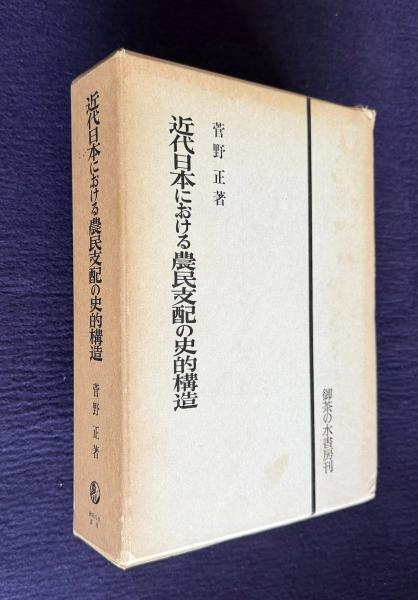 近代日本における農民支配の史的構造
菅野正著
御茶の水書房刊
近代日本における農民支配の史的構造
菅野正著